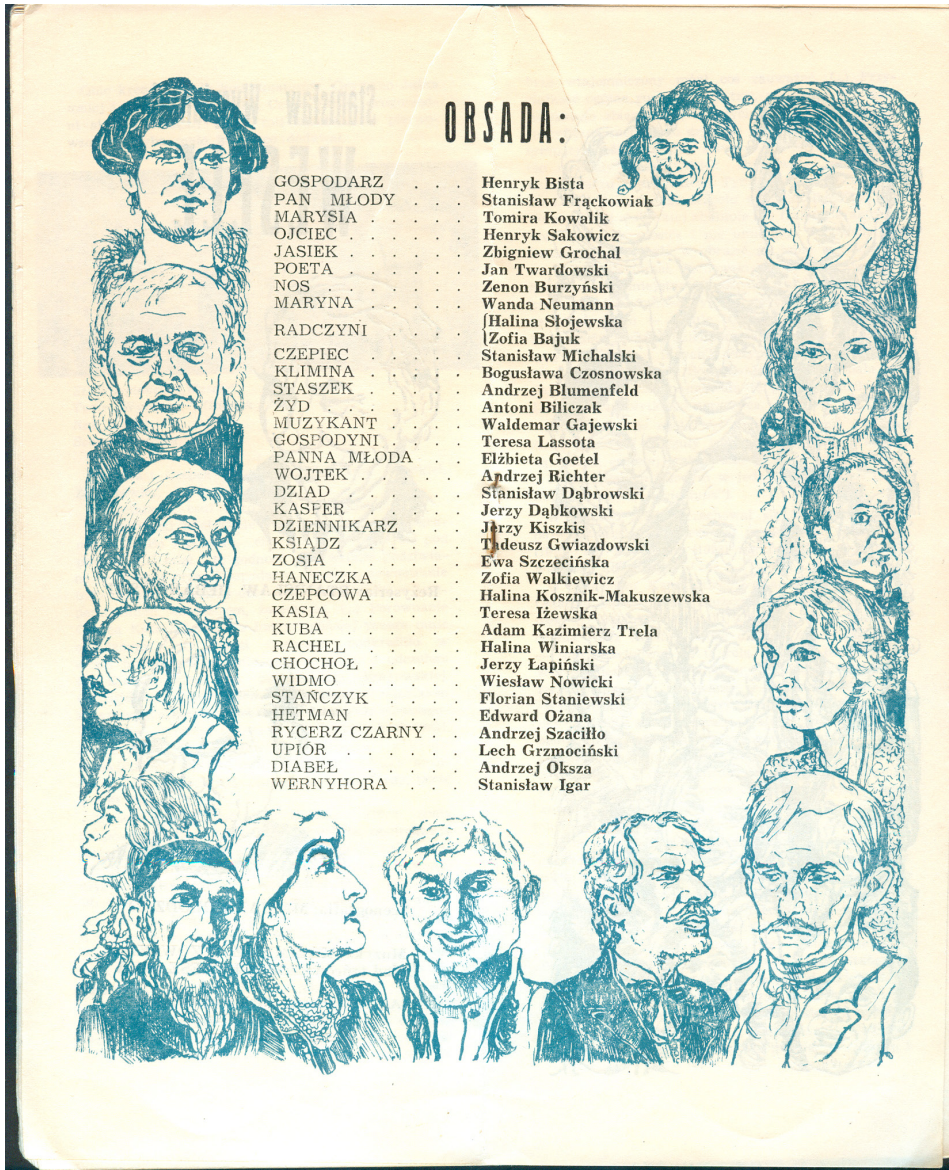 OBSADA:
GOSPODARZ . . . Henryk Bista
PAN MŁODY . . . Stanisław Frąckowiak
MARYSIA . . . . . Tomira Kowalik
OJCIEC . . . . . . Henryk Sakowicz
JASIEK . . . . . . Zbigniew Grochal
POETA . . . . . . Jan Twardowski
NOS . . . . . . Zenon Burzyński
MARYNA . . . . . Wanda Neumann
RADCZYNI . . . . {Halina Słojewska
{Zofia Bajuk
CZEPIEC . . . . . Stanisław Michalski
KLIMINA . . . . . Bogusława Czosnowska
STASZEK . . . . . Andrzej Blumenfeld
ŻYD . . . . . . . Antoni Biliczak
MUZYKANT . . . . Waldemar Gajewski
GOSPODYNI . . . . Teresa Lassota
PANNA MŁODA . . Elżbieta Goetel
WOJTEK . . . . . . Andrzej Richter
DZIAD . . . . . . Stanisław Dąbrowski
KASPER . . . . . Jerzy Dąbkowski
DZIENNIKARZ . . . Jerzy Kiszkis
KSIĄDZ . . . . . Tadeusz Gwiazdowski
ZOSIA . . . . . . Ewa Szczecińska
HANECZKA . . . . Zofia Walkiewicz
CZEPCOWA . . . . Halina Kosznik-Makuszewska
KASIA . . . . . . Teresa Iżewska
KUBA . . . . . . Adam Kazimierz Trela
RACHEL . . . . . Halina Winiarska
CHOCHOŁ . . . . . Jerzy Łapiński
WIDMO . . . . . Wiesław Nowicki
STAŃCZYK . . . . Florian Staniewski
HETMAN . . . . . Edward Ożana
RYCERZ CZARNY . . Andrzej Szaciłło
UPIÓR . . . . . . Lech Grzmociński
DIABEŁ . . . . . Andrzej Oksza
WERNYHORA . . . Stanisław Igar